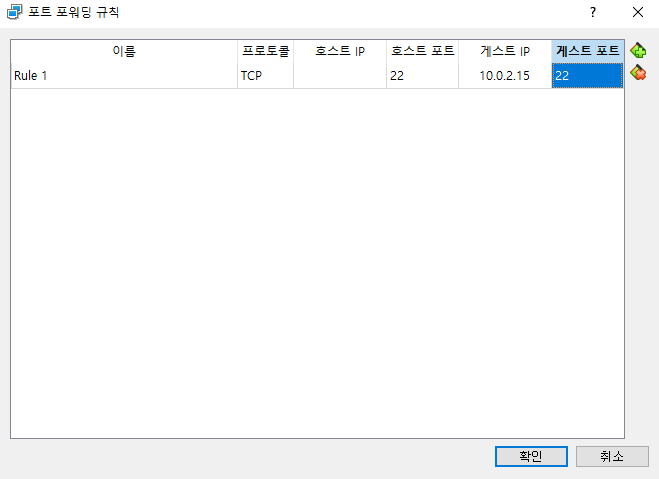 포트 포워딩 규칙
이름 프로토콜 호스트 IP 호스트 포트 게스트 IP 게스트 포트
Rule 1 TCP 22 10.0.2.15 22
확인 취소